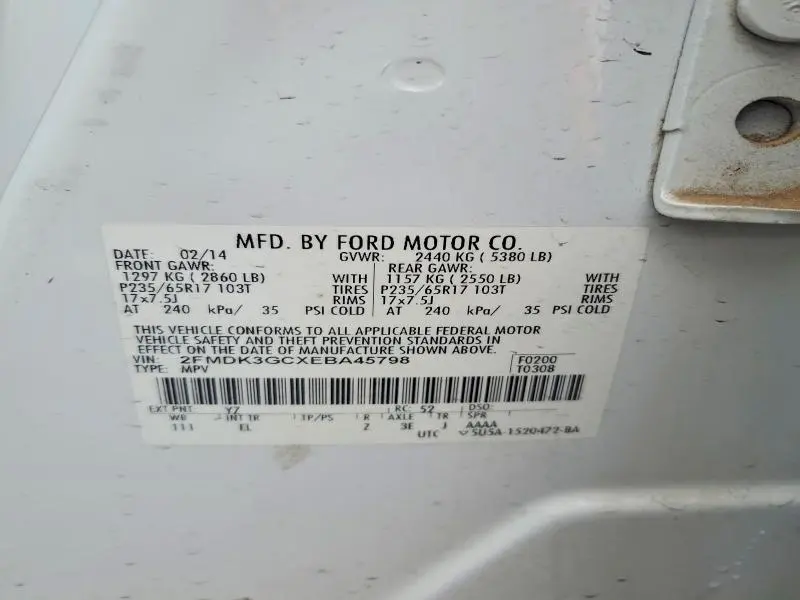 MFD. BY FORD MOTOR CO.
DATE: 02/14 GVWR: 2440 KG ( 5380 LB)
FRONT GAWR: REAR GAWR:
1297 KG ( 2860 LB) WITH 1157 KG ( 2550 LB) WITH
P235/65R17 103T TIRES P235/65R17 103T TIRES
17x7.5J RIMS 17x7.5J RIMS
AT 240 kPa/ 35 PSI COLD AT 240 kPa/ 35 PSI COLD
THIS VEHICLE CONFORMS TO ALL APPLICABLE FEDERAL MOTOR
VEHICLE SAFETY AND THEFT PREVENTION STANDARDS IN
EFFECT ON THE DATE OF MANUFACTURE SHOWN ABOVE.
VIN: 2FMDK3GCXEBA45798 F0200
TYPE: MPV T0308
EXT PNT YZ RC: 52 DSO:
WB INT TR TP/PS R AXLE TR SPR
111 EL Z 3E J AAAA
UTC 5U5A-1520472-BA